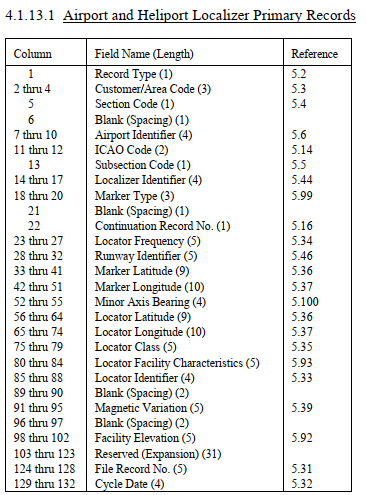 4.1.13.1 Airport and Heliport Localizer Primary Records
Column Field Name (Length) Reference
1 Record Type (1) 5.2
2 thru 4 Customer/Area Code (3) 5.3
5 Section Code (1) 5.4
6 Blank (Spacing) (1)
7 thru 10 Airport Identifier (4) 5.6
11 thru 12 ICAO Code (2) 5.14
13 Subsection Code (1) 5.5
14 thru 17 Localizer Identifier (4) 5.44
18 thru 20 Marker Type (3) 5.99
21 Blank (Spacing) (1)
22 Continuation Record No. (1) 5.16
23 thru 27 Locator Frequency (5) 5.34
28 thru 32 Runway Identifier (5) 5.46
33 thru 41 Marker Latitude (9) 5.36
42 thru 51 Marker Longitude (10) 5.37
52 thru 55 Minor Axis Bearing (4) 5.100
56 thru 64 Locator Latitude (9) 5.36
65 thru 74 Locator Longitude (10) 5.37
75 thru 79 Locator Class (5) 5.35
80 thru 84 Locator Facility Characteristics (5) 5.93
85 thru 88 Locator Identifier (4) 5.33
89 thru 90 Blank (Spacing) (2)
91 thru 95 Magnetic Variation (5) 5.39
96 thru 97 Blank (Spacing) (2)
98 thru 102 Facility Elevation (5) 5.92
103 thru 123 Reserved (Expansion) (31)
124 thru 128 File Record No. (5) 5.31
129 thru 132 Cycle Date (4) 5.32